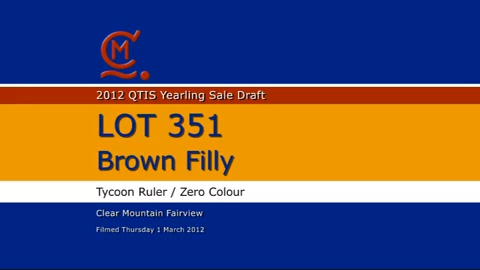 CM
2012 QTIS Yearling Sale Draft
LOT 351
Brown Filly
Tycoon Ruler / Zero Colour
Clear Mountain Fairview
Filmed Thursday 1 March 2012